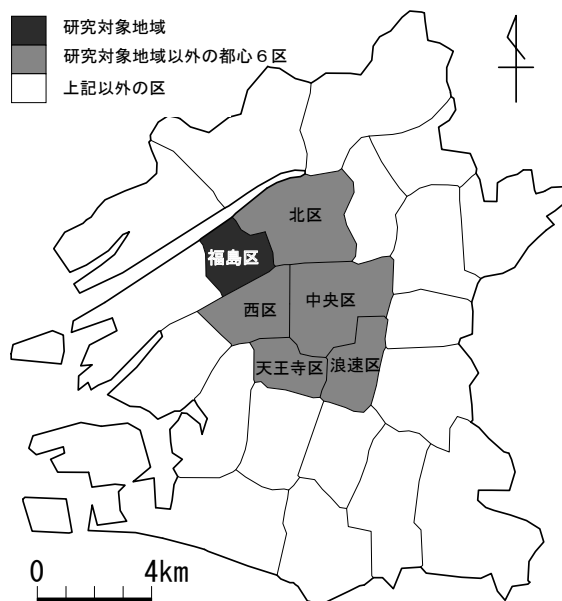 研究対象地域
研究対象地域以外の都心６区
上記以外の区
北区
福島区
中央区
西区
天王寺区
浪速区
0
4km